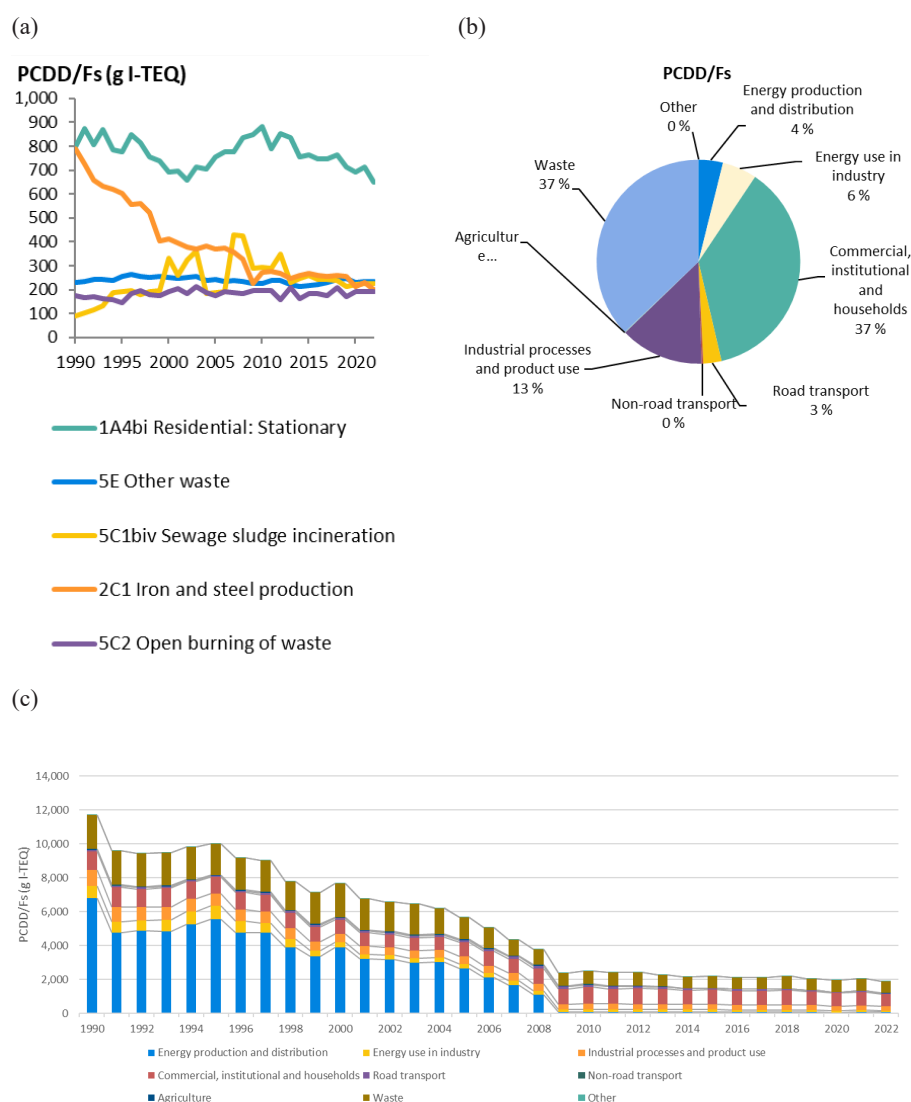 (a)
PCDD/Fs (g I-TEQ)
1,000
900
800
700
600
500
400
300
200
100
0
1990 1995 2000 2005 2010 2015 2020
1A4bi Residential: Stationary
5E Other waste
5C1biv Sewage sludge incineration
2C1 Iron and steel production
5C2 Open burning of waste
(b)
PCDD/Fs
Other
0 %
Energy production
and distribution
4 %
Energy use in
industry
6 %
Commercial,
institutional
and
households
37 %
Road transport
3 %
Non-road transport
0 %
Industrial processes
and product use
13 %
Agricultur
e...
Waste
37 %
(c)
PCDD/Fs (g I-TEQ)
14,000
12,000
10,000
8,000
6,000
4,000
2,000
0
1990 1992 1994 1996 1998 2000 2002 2004 2006 2008 2010 2012 2014 2016 2018 2020 2022
Energy production and distribution Energy use in industry Industrial processes and product use
Commercial, institutional and households Road transport Non-road transport
Agriculture Waste Other